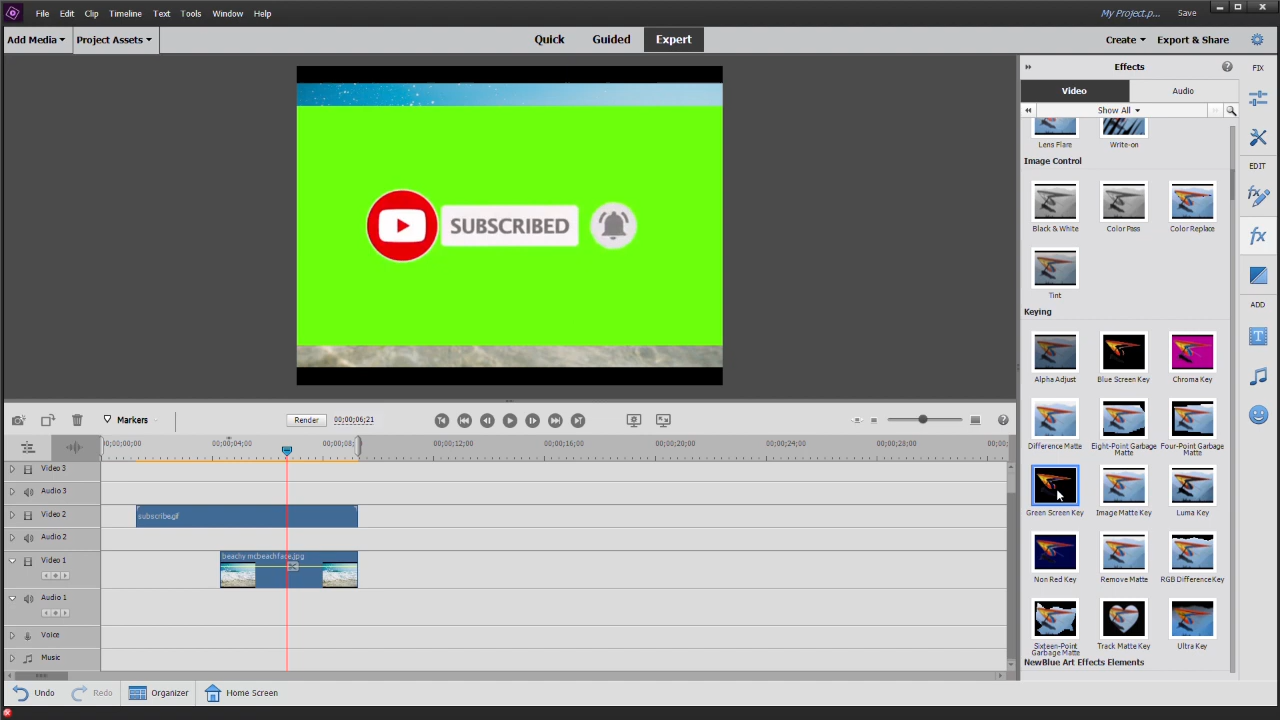 File Edit Clip Timeline Text Tools Window Help
My Project.p...
Save
Add Media
Project Assets
Quick
Guided
Expert
Create
Export & Share
Effects
FIX
Video
Audio
Show All
Lens Flare
Write-on
EDIT
Image Control
SUBSCRIBED
Black & White
Color Pass
Color Replace
Tint
ADD
Keying
Alpha Adjust
Blue Screen Key
Chroma Key
Difference Matte
Eight-Point Garbage
Matte
Four-Point Garbage
Matte
Green Screen Key
Image Matte Key
Luma Key
Non Red Key
Remove Matte
RGB Difference Key
Sixteen-Point
Garbage Matte
Track Matte Key
Ultra Key
NewBlue Art Effects Elements
Markers
Render
00;00;06;21
;00;00;00
00;00;04;00
00;00;08;
00;00;12;00
00;00;16;00
00;00;20;00
00;00;24;00
00;00;28;00
00;0
Video 3
Audio 3
Video 2
subscribe.gif
Audio 2
Video 1
beachy mcbeachface.jpg
Audio 1
Voice
Music
Undo
Redo
Organizer
Home Screen